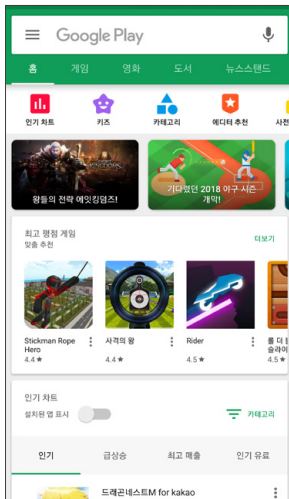 Google Play
홈 게임 영화 도서 뉴스스탠드
인기 차트 키즈 카테고리 에디터 추천 사전
왕들의 전략 에잇킹덤즈!
기다렸던 2018 야구 시즌
개막!
최고 평점 게임
맞춤 추천
더보기
Stickman Rope
Hero
4.4★
사격의 왕
4.4★
Rider
4.5★
롤 더
슬라이
4.5★
인기 차트
설치된 앱 표시
카테고리
인기 급상승 최고 매출 인기 유료
드래곤네스트M for kakao